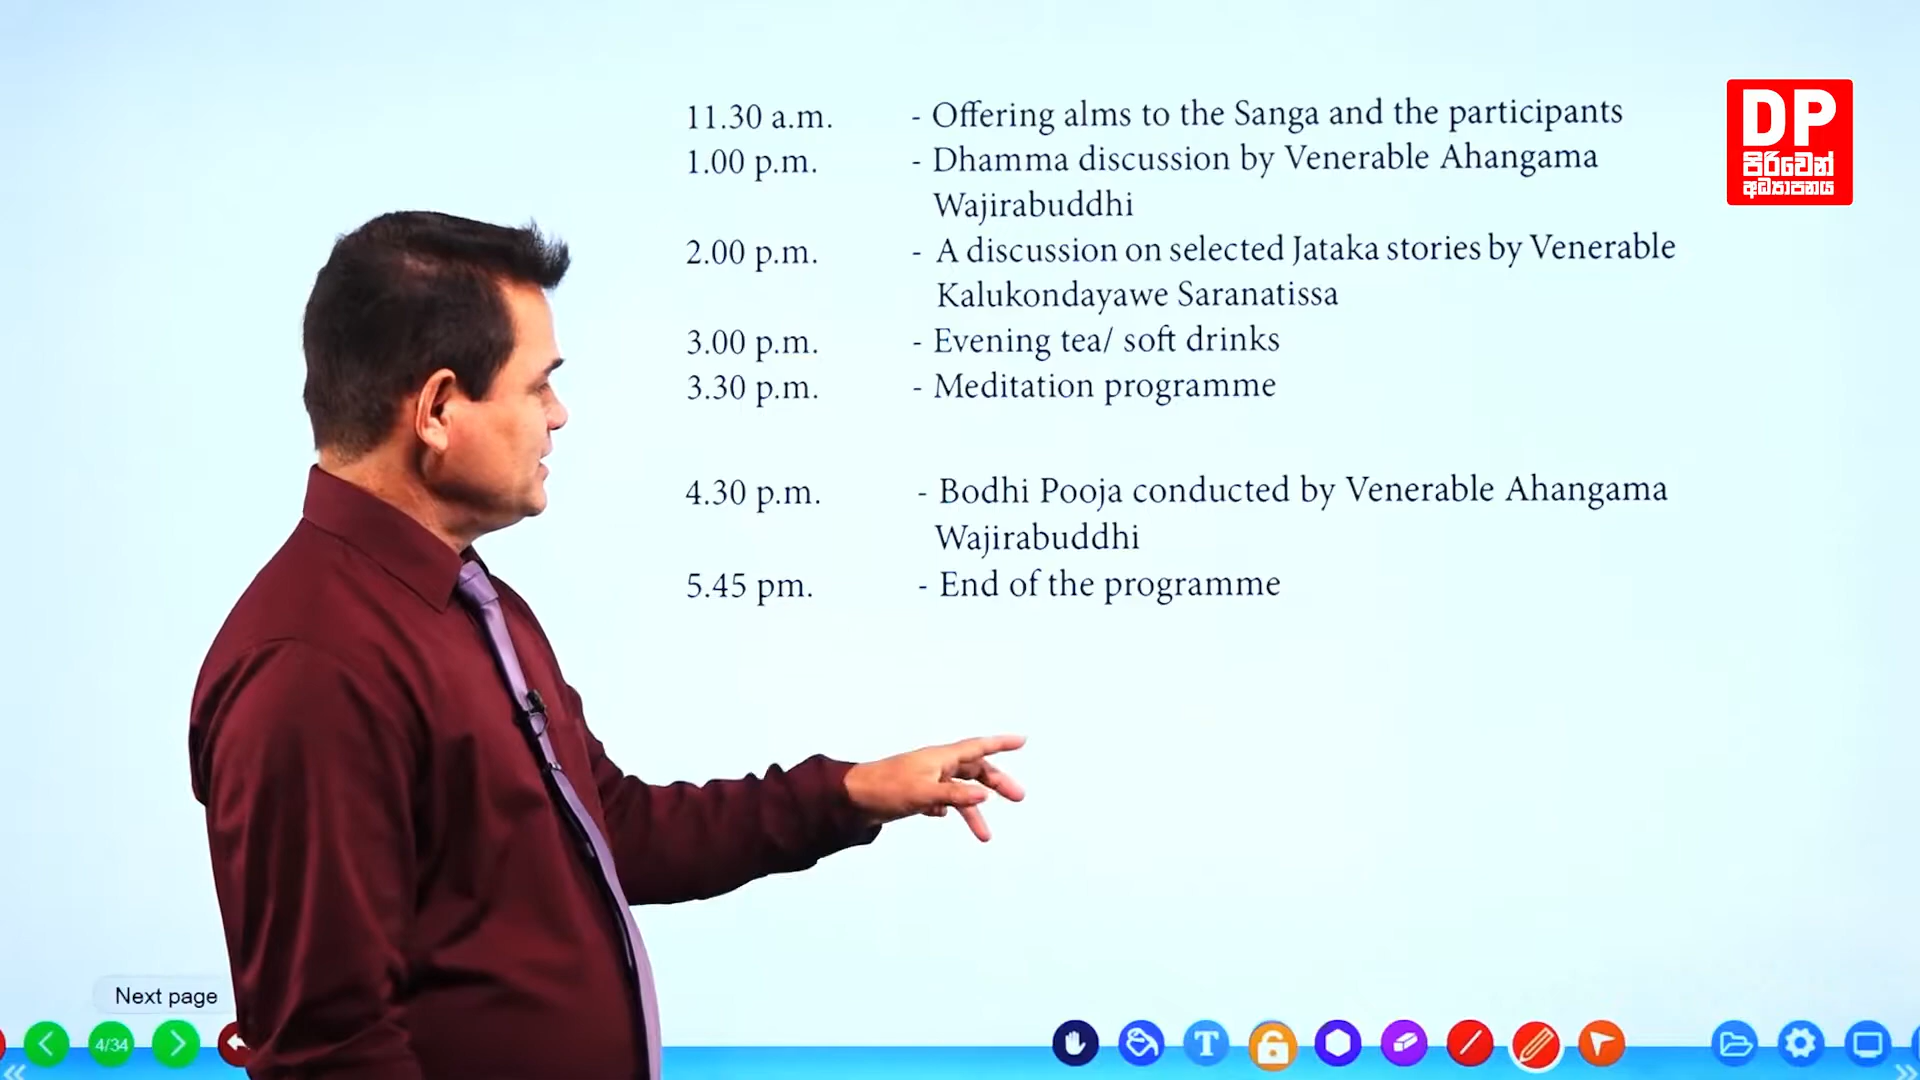 11.30 a.m. - Offering alms to the Sanga and the participants
1.00 p.m. - Dhamma discussion by Venerable Ahangama
Wajirabuddhi
2.00 p.m. - A discussion on selected Jataka stories by Venerable
Kalukondayawe Saranatissa
3.00 p.m. - Evening tea/ soft drinks
3.30 p.m. - Meditation programme
4.30 p.m. - Bodhi Pooja conducted by Venerable Ahangama
Wajirabuddhi
5.45 pm. - End of the programme
DP
පිරිවෙන්
අධ්‍යාපනය
Next page
4/34
T